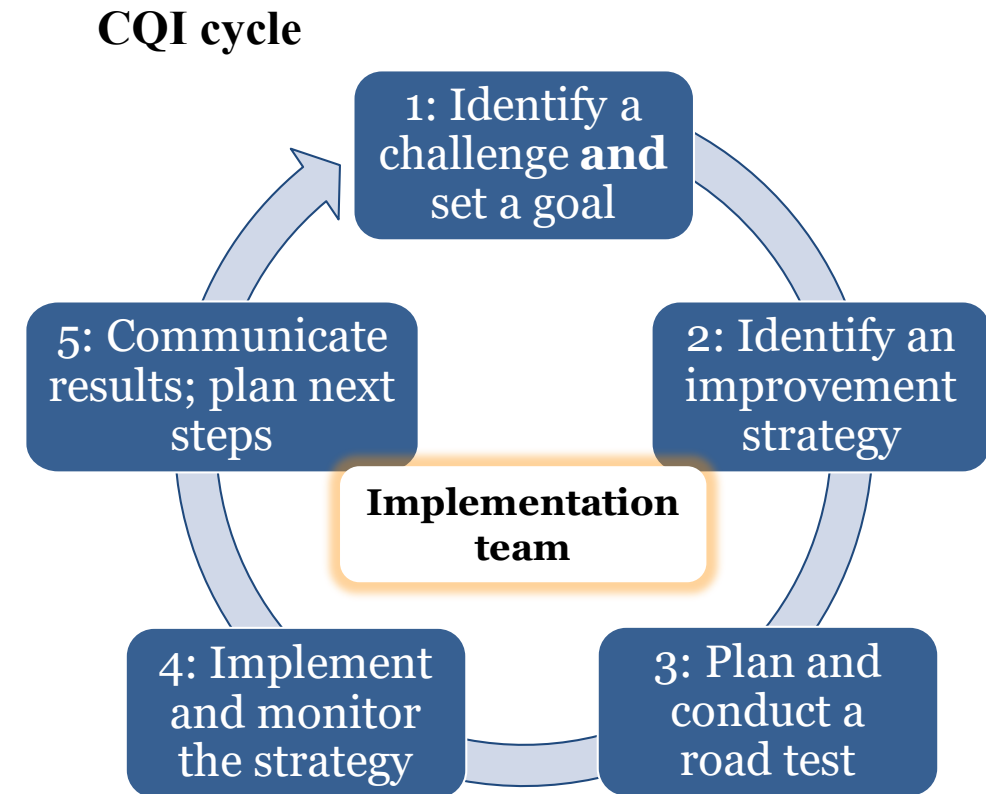 CQI cycle
1: Identify a
challenge and
set a goal
2: Identify an
improvement
strategy
3: Plan and
conduct a
road test
4: Implement
and monitor
the strategy
5: Communicate
results; plan next
steps
Implementation
team